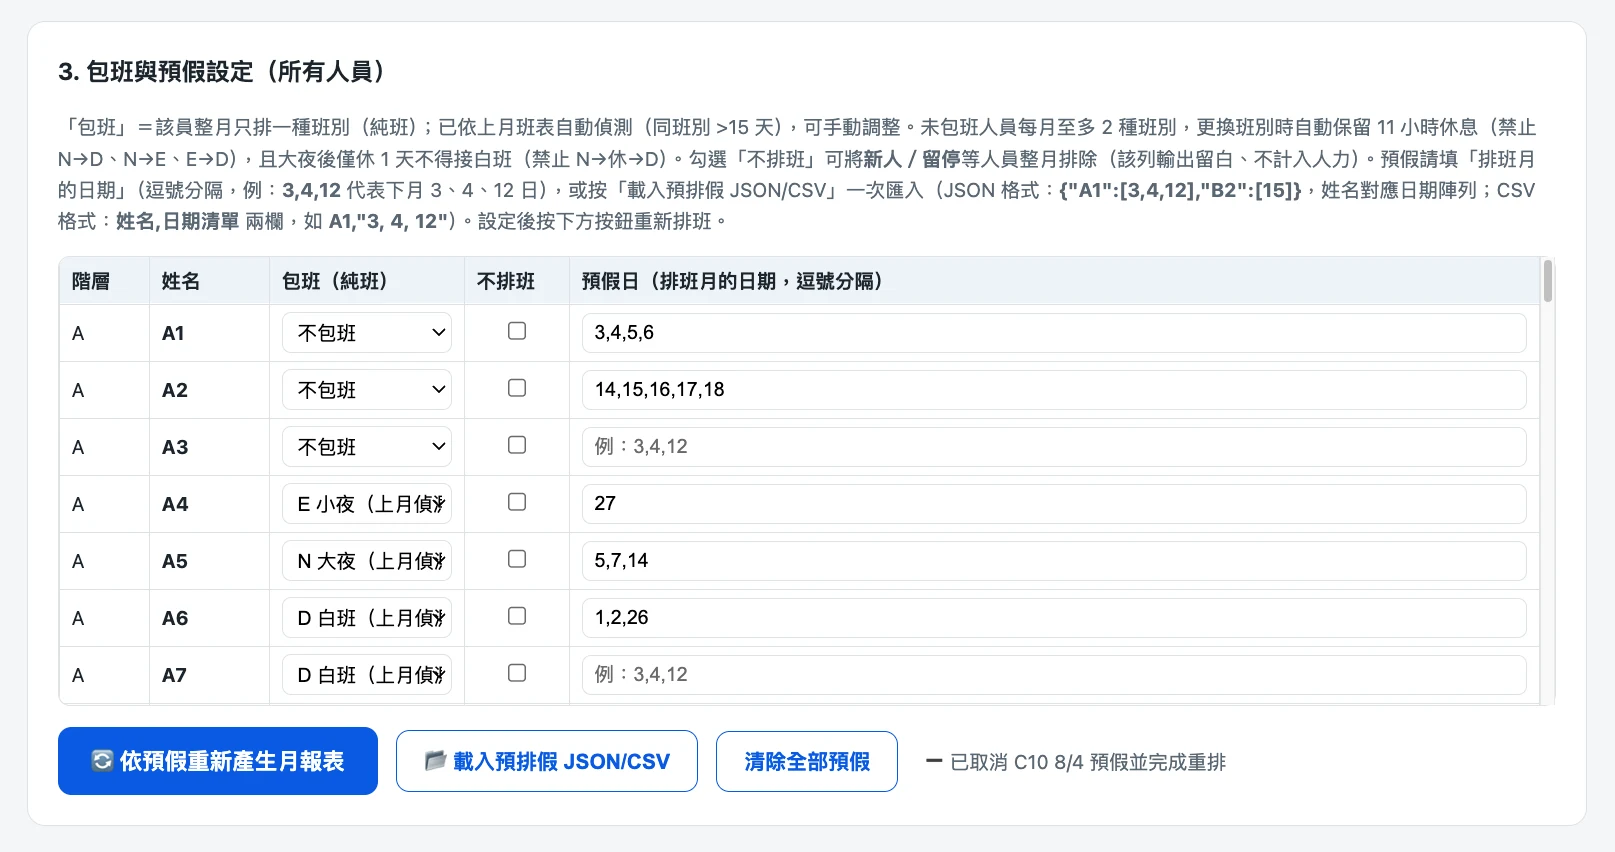 3. 包班與預假設定（所有人員）
「包班」＝該員整月只排一種班別（純班）；已依上月班表自動偵測（同班別 >15 天），可手動調整。未包班人員每月至多 2 種班別，更換班別時自動保留 11 小時休息（禁止
N→D、N→E、E→D），且大夜後僅休 1 天不得接白班（禁止 N→休→D）。勾選「不排班」可將新人 / 留停等人員整月排除（該列輸出留白、不計入人力）。預假請填「排班月
的日期」（逗號分隔，例：3,4,12 代表下月 3、4、12 日），或按「載入預排假 JSON/CSV」一次匯入（JSON 格式：{"A1":[3,4,12],"B2":[15]}，姓名對應日期陣列；CSV
格式：姓名,日期清單 兩欄，如 A1,"3, 4, 12"）。設定後按下方按鈕重新排班。
階層 姓名 包班（純班） 不排班 預假日（排班月的日期，逗號分隔）
A A1 不包班 3,4,5,6
A A2 不包班 14,15,16,17,18
A A3 不包班 例：3,4,12
A A4 E 小夜（上月偵 27
A A5 N 大夜（上月偵 5,7,14
A A6 D 白班（上月偵 1,2,26
A A7 D 白班（上月偵 例：3,4,12
🔄 依預假重新產生月報表 📂 載入預排假 JSON/CSV 清除全部預假 ➖ 已取消 C10 8/4 預假並完成重排